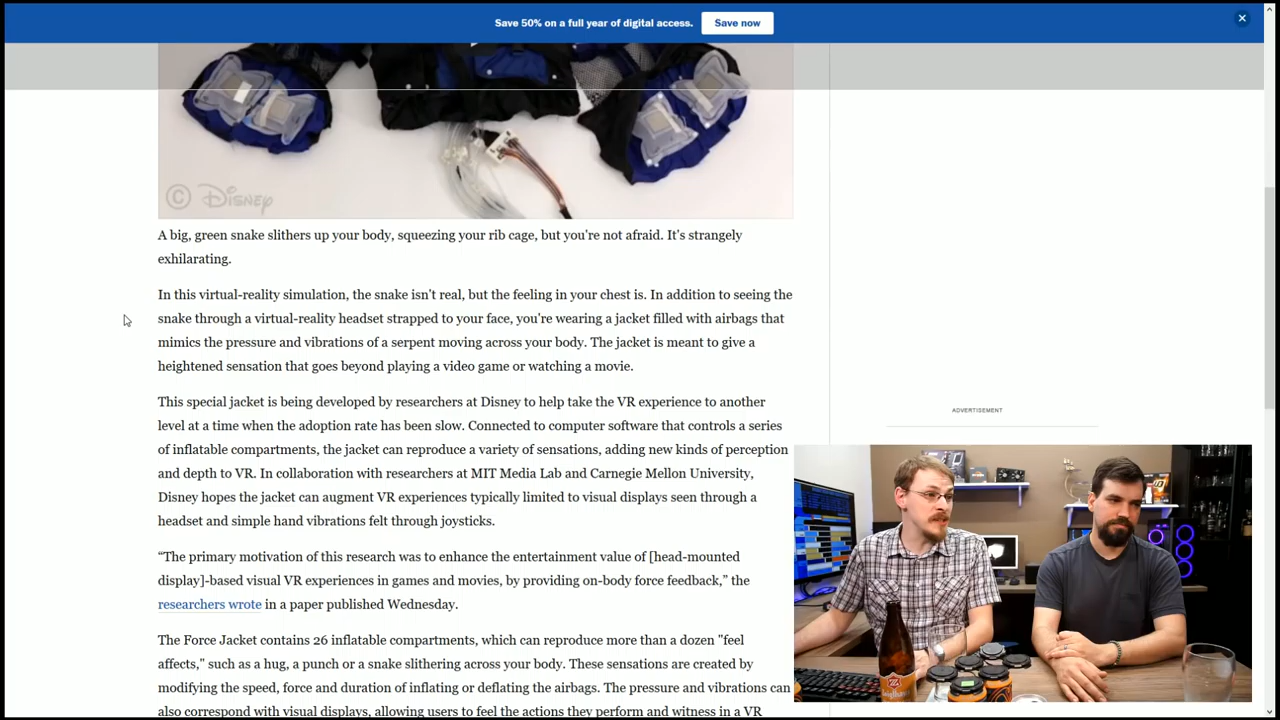 Save 50% on a full year of digital access.
Save now
© Disney
A big, green snake slithers up your body, squeezing your rib cage, but you're not afraid. It's strangely
exhilarating.
In this virtual-reality simulation, the snake isn't real, but the feeling in your chest is. In addition to seeing the
snake through a virtual-reality headset strapped to your face, you're wearing a jacket filled with airbags that
mimics the pressure and vibrations of a serpent moving across your body. The jacket is meant to give a
heightened sensation that goes beyond playing a video game or watching a movie.
This special jacket is being developed by researchers at Disney to help take the VR experience to another
level at a time when the adoption rate has been slow. Connected to computer software that controls a series
of inflatable compartments, the jacket can reproduce a variety of sensations, adding new kinds of perception
and depth to VR. In collaboration with researchers at MIT Media Lab and Carnegie Mellon University,
Disney hopes the jacket can augment VR experiences typically limited to visual displays seen through a
headset and simple hand vibrations felt through joysticks.
“The primary motivation of this research was to enhance the entertainment value of [head-mounted
display]-based visual VR experiences in games and movies, by providing on-body force feedback,” the
researchers wrote in a paper published Wednesday.
The Force Jacket contains 26 inflatable compartments, which can reproduce more than a dozen "feel
affects," such as a hug, a punch or a snake slithering across your body. These sensations are created by
modifying the speed, force and duration of inflating or deflating the airbags. The pressure and vibrations can
also correspond with visual displays, allowing users to feel the actions they perform and witness in a VR
ADVERTISEMENT